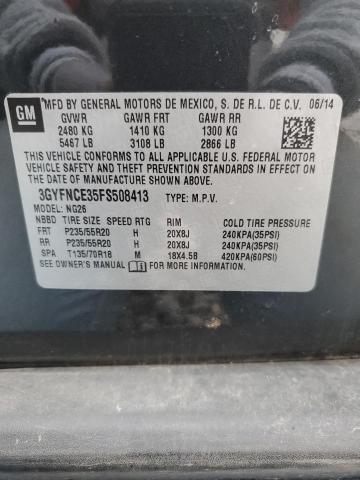 GM
MFD BY GENERAL MOTORS DE MEXICO, S. DE R.L. DE C.V. 06/14
GVWR GAWR FRT GAWR RR
2480 KG 1410 KG 1300 KG
5467 LB 3108 LB 2866 LB
THIS VEHICLE CONFORMS TO ALL APPLICABLE U.S. FEDERAL MOTOR
VEHICLE SAFETY AND THEFT PREVENTION STANDARDS IN EFFECT ON
THE DATE OF MANUFACTURE SHOWN ABOVE.
3GYFNCE35FS508413 TYPE: M.P.V.
MODEL: NG26
NBBD TIRE SIZE SPEED RTG RIM COLD TIRE PRESSURE
FRT P235/55R20 H 20X8J 240KPA(35PSI)
RR P235/55R20 H 20X8J 240KPA(35PSI)
SPA T135/70R18 M 18X4.5B 420KPA(60PSI)
SEE OWNER'S MANUAL FOR MORE INFORMATION